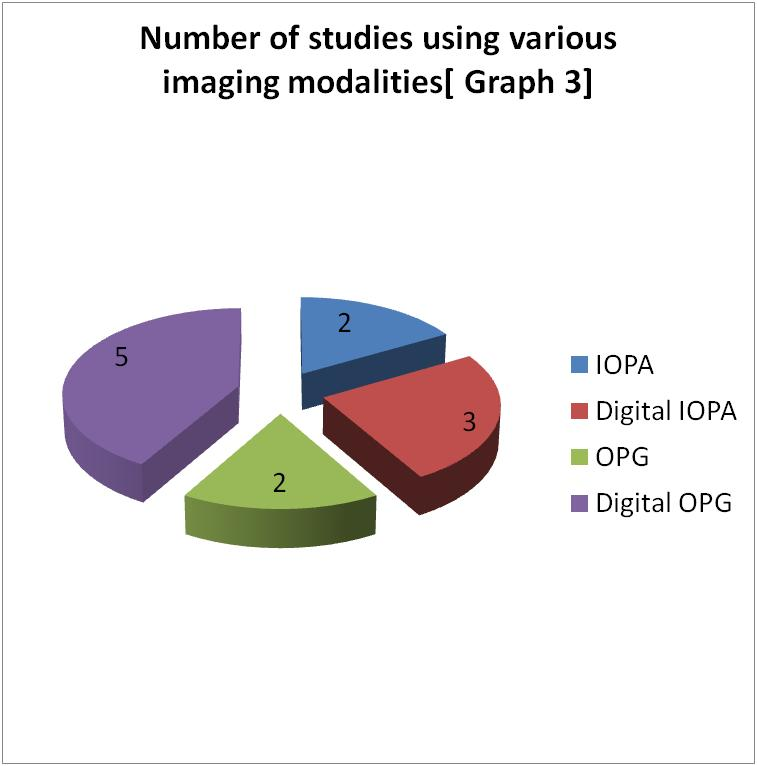 Number of studies using various
imaging modalities[ Graph 3]
2
5
3
2
IOPA
Digital IOPA
OPG
Digital OPG